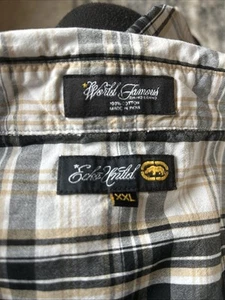 World Famous
100% COTTON
MADE IN INDIA
Ecko Unltd
XXL